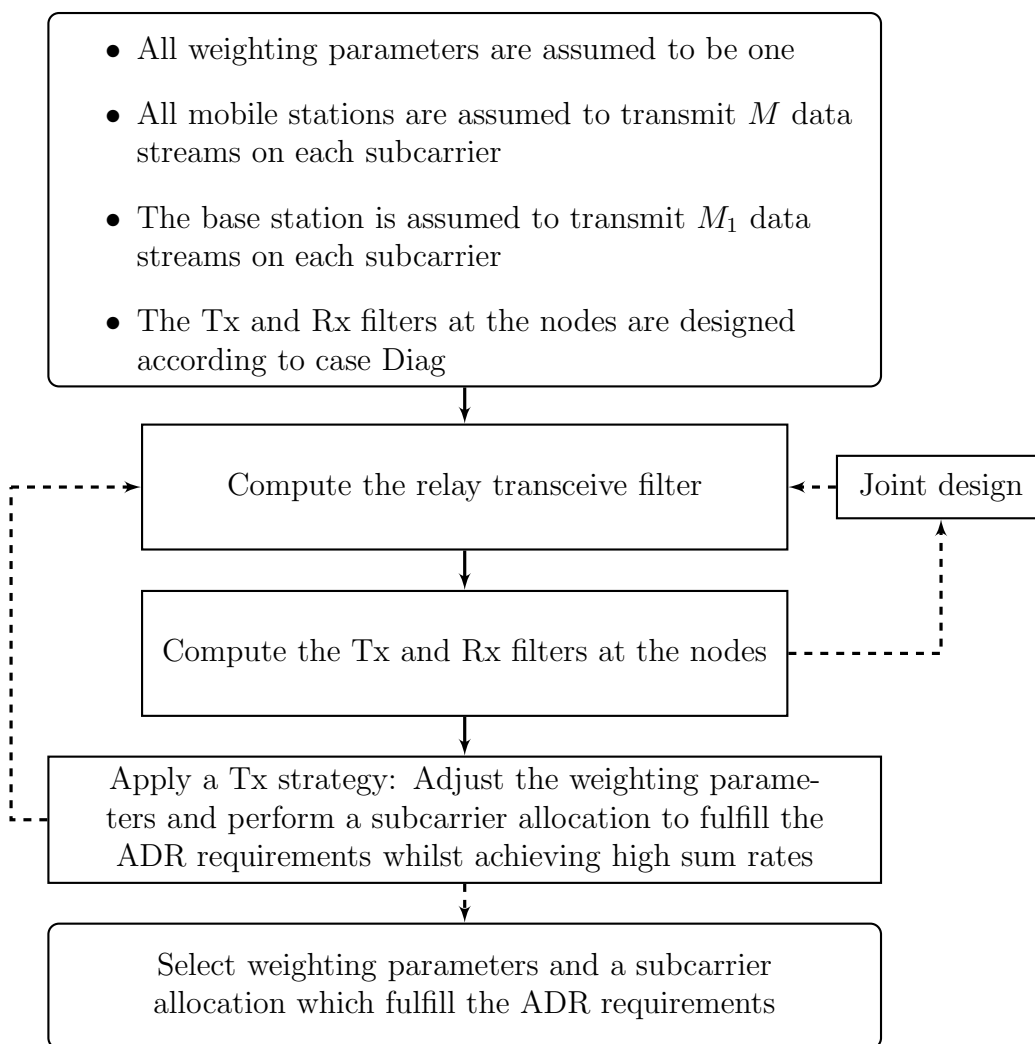 • All weighting parameters are assumed to be one
• All mobile stations are assumed to transmit M data
streams on each subcarrier
• The base station is assumed to transmit M₁ data
streams on each subcarrier
• The Tx and Rx filters at the nodes are designed
according to case Diag
Compute the relay transceive filter
Joint design
Compute the Tx and Rx filters at the nodes
Apply a Tx strategy: Adjust the weighting parame-
ters and perform a subcarrier allocation to fulfill the
ADR requirements whilst achieving high sum rates
Select weighting parameters and a subcarrier
allocation which fulfill the ADR requirements